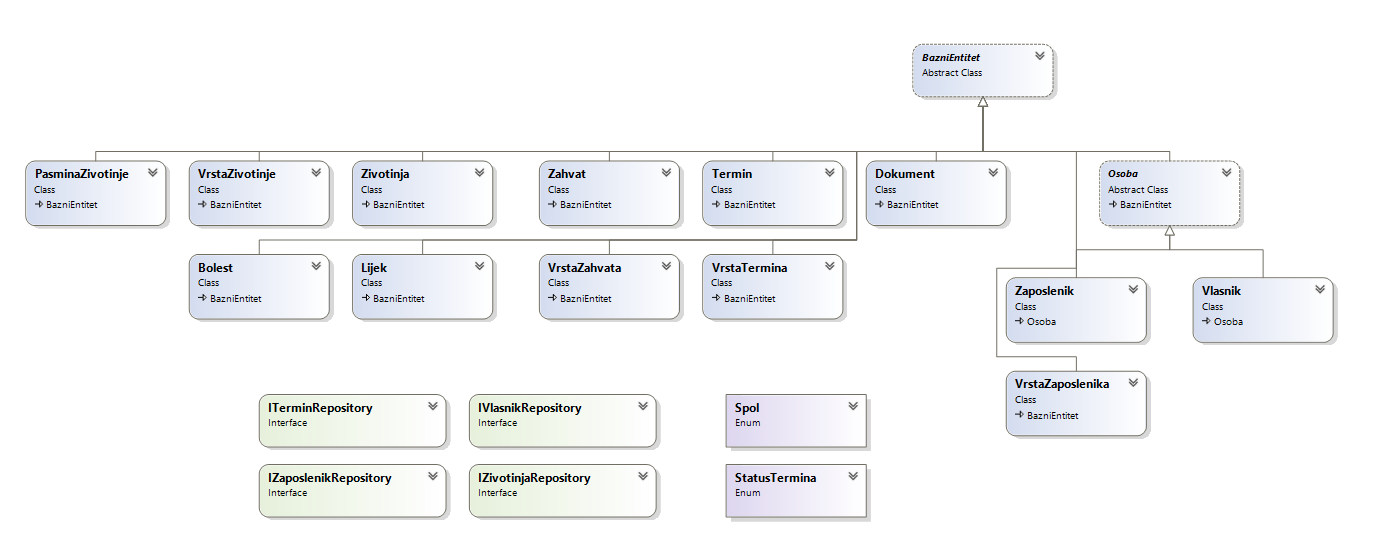 BazniEntitet
Abstract Class
PasminaZivotinje
Class
BazniEntitet
VrstaZivotinje
Class
BazniEntitet
Zivotinja
Class
BazniEntitet
Zahvat
Class
BazniEntitet
Termin
Class
BazniEntitet
Dokument
Class
BazniEntitet
Osoba
Abstract Class
BazniEntitet
Bolest
Class
BazniEntitet
Lijek
Class
BazniEntitet
VrstaZahvata
Class
BazniEntitet
VrstaTermina
Class
BazniEntitet
Zaposlenik
Class
Osoba
Vlasnik
Class
Osoba
VrstaZaposlenika
Class
BazniEntitet
ITerminRepository
Interface
IVlasnikRepository
Interface
Spol
Enum
IZaposlenikRepository
Interface
IZivotinjaRepository
Interface
StatusTermina
Enum